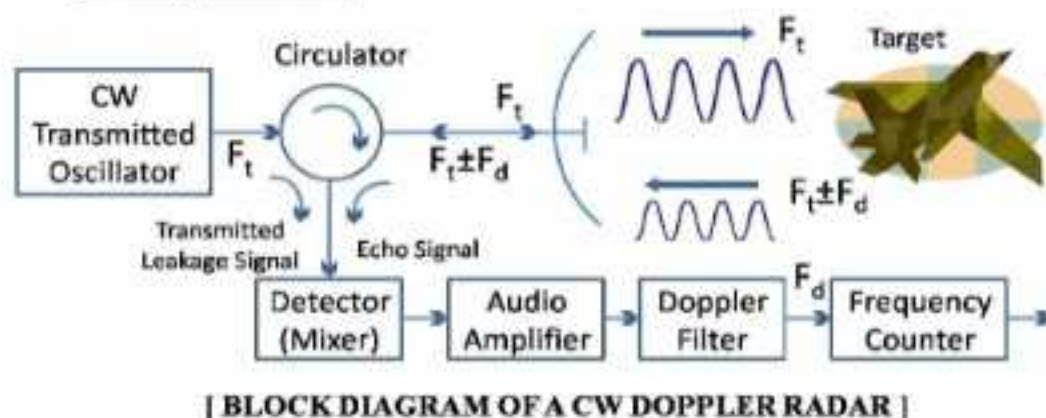 Circulator
F_t
Target
CW
Transmitted
Oscillator
F_t
F_t
F_t±F_d
F_t±F_d
Transmitted
Leakage Signal
Echo Signal
Detector
(Mixer)
Audio
Amplifier
Doppler
Filter
F_d
Frequency
Counter
[ BLOCK DIAGRAM OF A CW DOPPLER RADAR ]